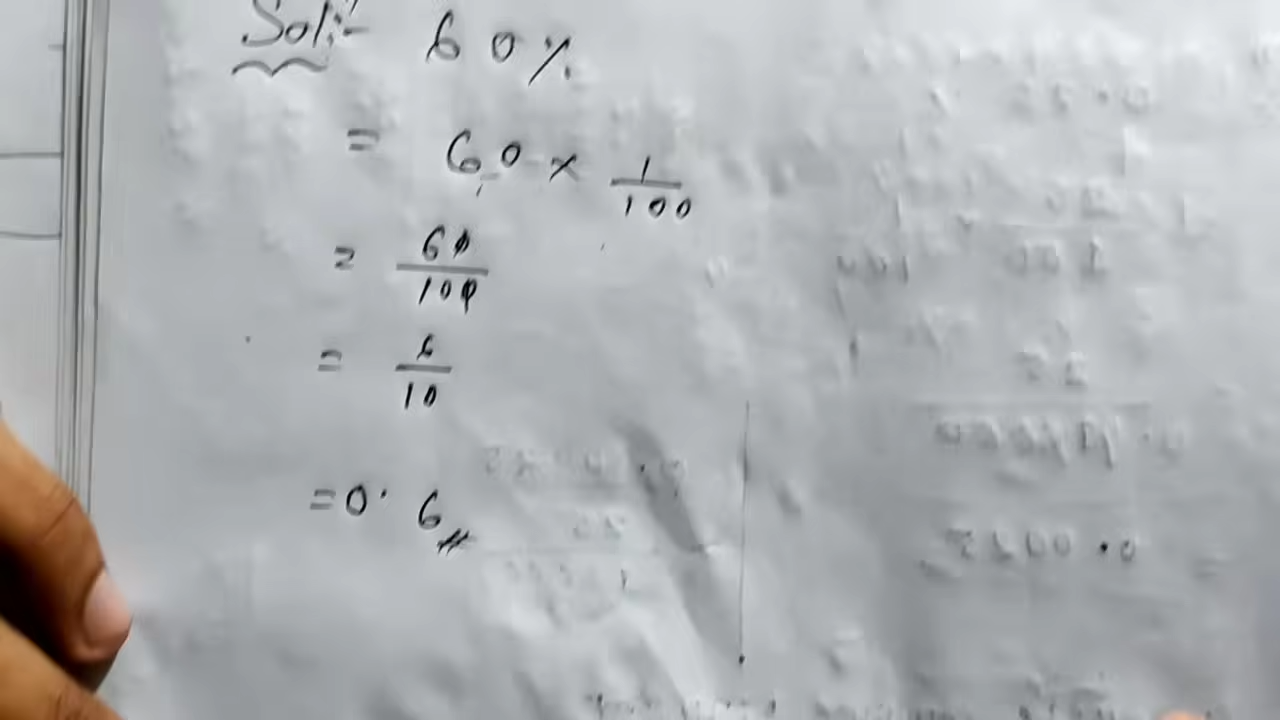 Sol:- 60%
= 60 × 1/100
= 60/100
= 6/10
= 0.6